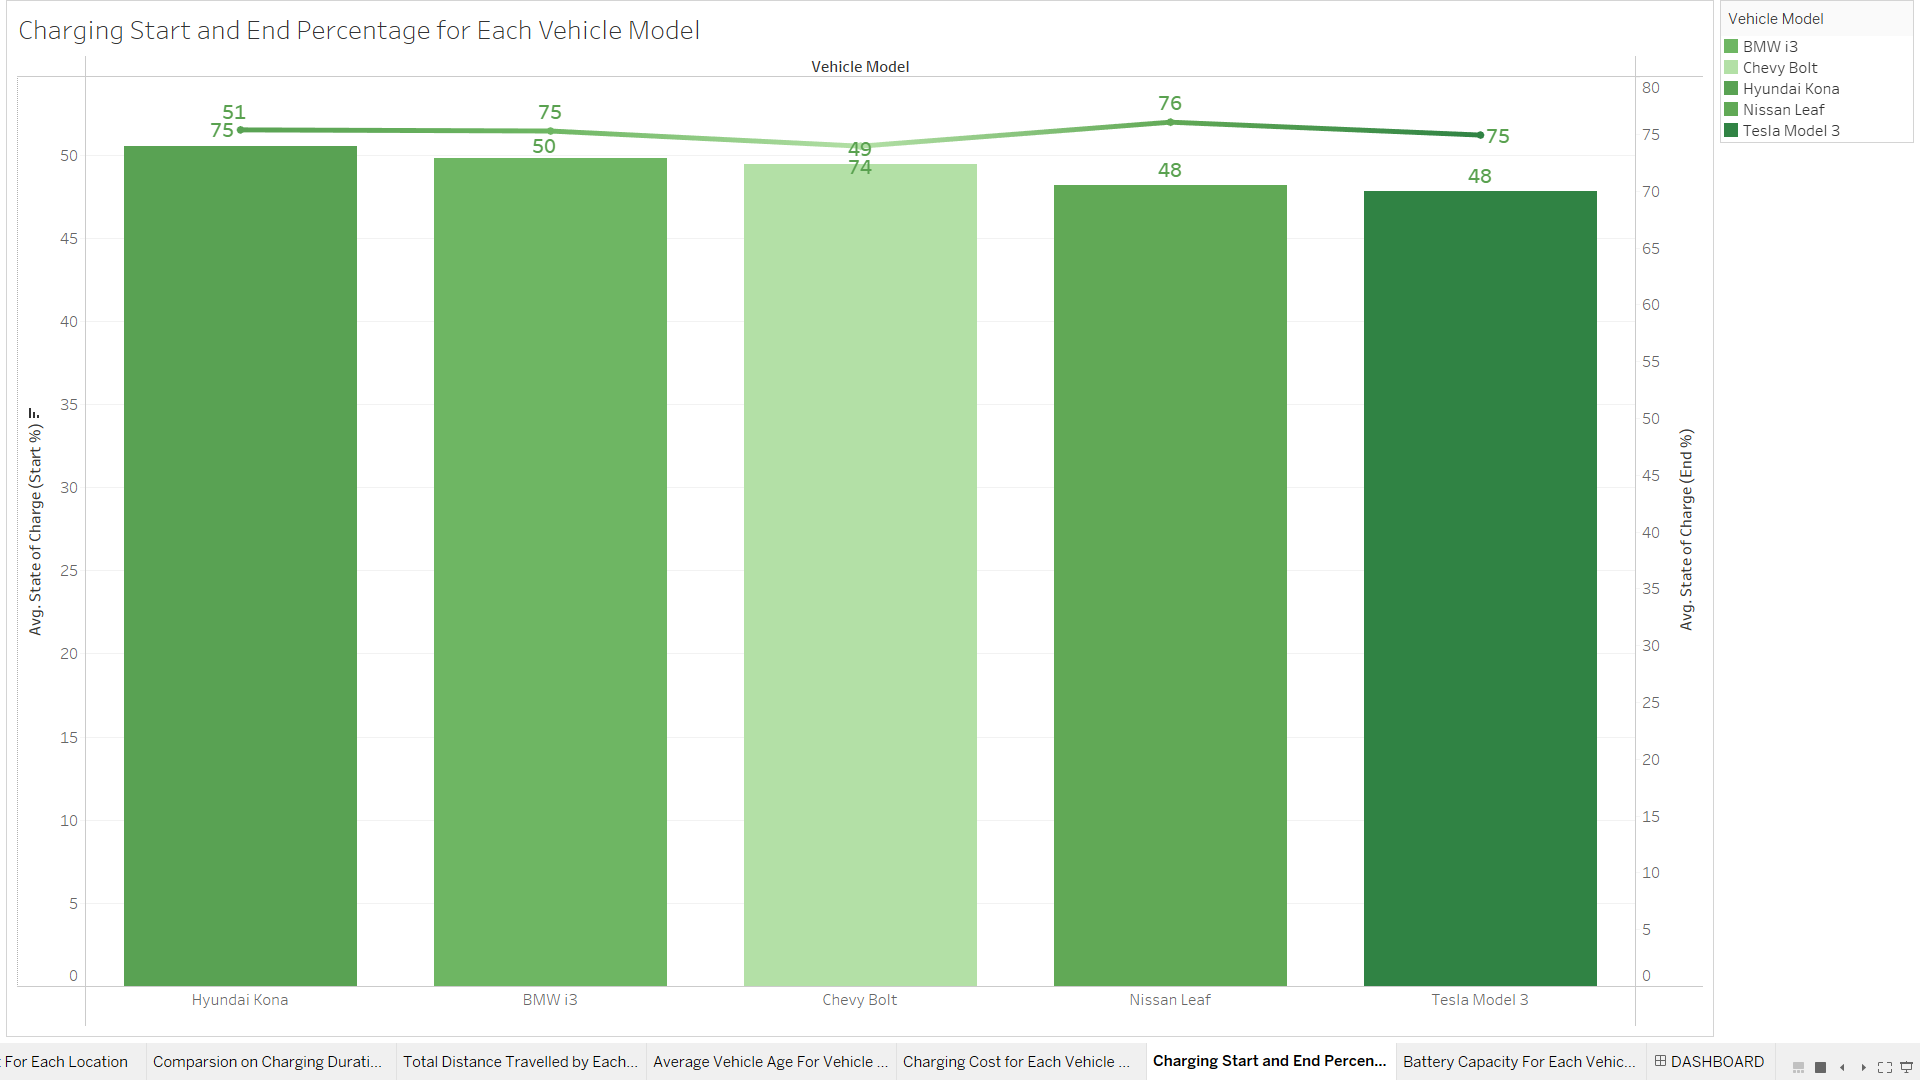 Charging Start and End Percentage for Each Vehicle Model
Vehicle Model
Avg. State of Charge (Start %)
50
45
40
35
30
25
20
15
10
5
0
51
75
75
50
49
74
76
48
75
48
80
75
70
65
60
55
50
45
40
35
30
25
20
15
10
5
0
Avg. State of Charge (End %)
Hyundai Kona
BMW i3
Chevy Bolt
Nissan Leaf
Tesla Model 3
Vehicle Model
BMW i3
Chevy Bolt
Hyundai Kona
Nissan Leaf
Tesla Model 3
For Each Location
Comparsion on Charging Durati...
Total Distance Travelled by Each...
Average Vehicle Age For Vehicle ...
Charging Cost for Each Vehicle ...
Charging Start and End Percen...
Battery Capacity For Each Vehic...
DASHBOARD